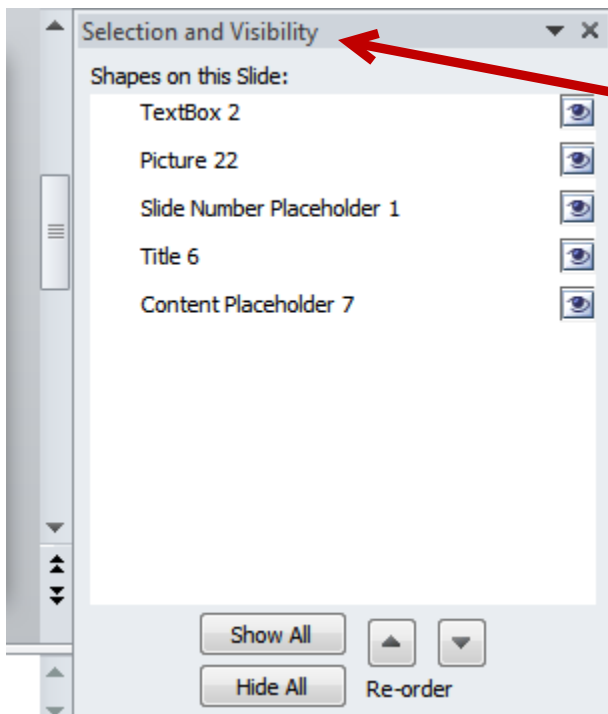 Selection and Visibility
Shapes on this Slide:
TextBox 2
Picture 22
Slide Number Placeholder 1
Title 6
Content Placeholder 7
Show All
Hide All
Re-order